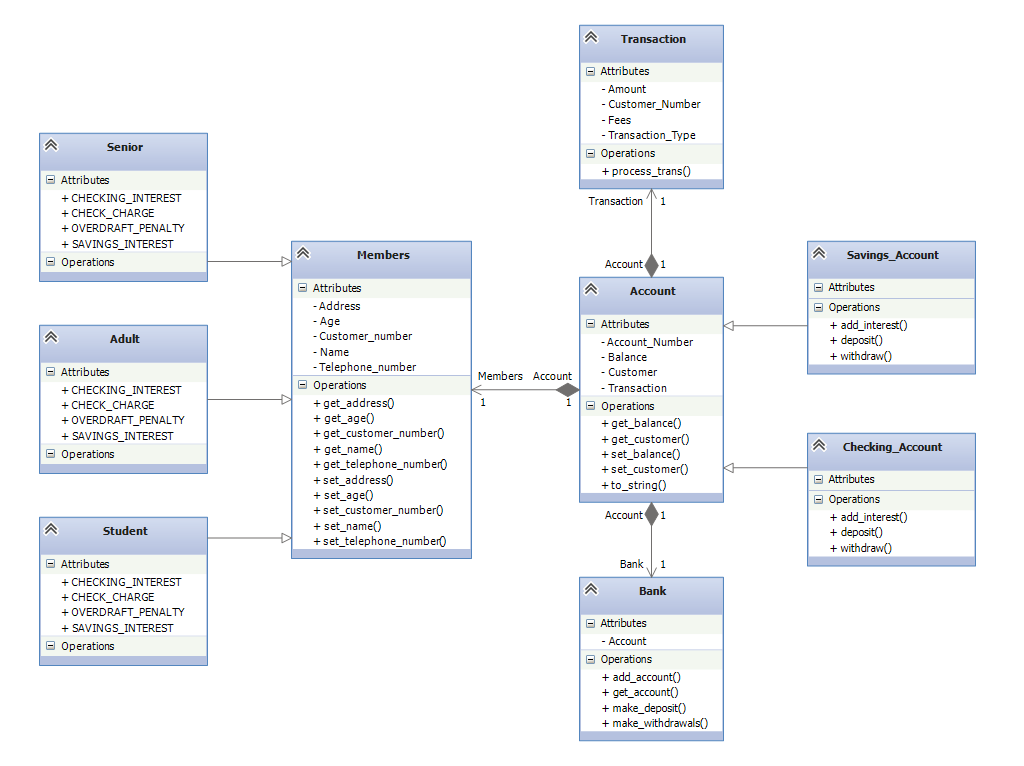 Transaction
Attributes
- Amount
- Customer_Number
- Fees
- Transaction_Type
Operations
+ process_trans()
Transaction 1
Account 1
Senior
Attributes
+ CHECKING_INTEREST
+ CHECK_CHARGE
+ OVERDRAFT_PENALTY
+ SAVINGS_INTEREST
Operations
Adult
Attributes
+ CHECKING_INTEREST
+ CHECK_CHARGE
+ OVERDRAFT_PENALTY
+ SAVINGS_INTEREST
Operations
Student
Attributes
+ CHECKING_INTEREST
+ CHECK_CHARGE
+ OVERDRAFT_PENALTY
+ SAVINGS_INTEREST
Operations
Members
Attributes
- Address
- Age
- Customer_number
- Name
- Telephone_number
Operations
+ get_address()
+ get_age()
+ get_customer_number()
+ get_name()
+ get_telephone_number()
+ set_address()
+ set_age()
+ set_customer_number()
+ set_name()
+ set_telephone_number()
Members Account
1 1
Account
Attributes
- Account_Number
- Balance
- Customer
- Transaction
Operations
+ get_balance()
+ get_customer()
+ set_balance()
+ set_customer()
+ to_string()
Account 1
Bank 1
Bank
Attributes
- Account
Operations
+ add_account()
+ get_account()
+ make_deposit()
+ make_withdrawals()
Savings_Account
Attributes
Operations
+ add_interest()
+ deposit()
+ withdraw()
Checking_Account
Attributes
Operations
+ add_interest()
+ deposit()
+ withdraw()